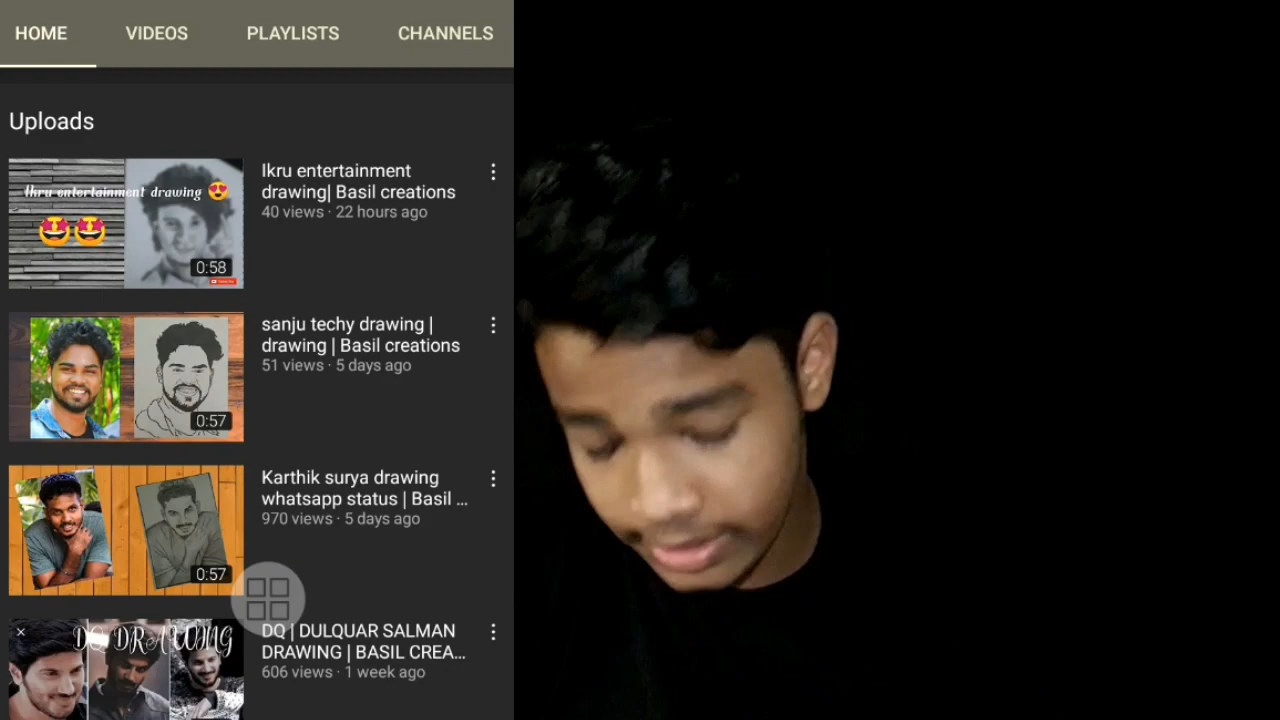 HOME VIDEOS PLAYLISTS CHANNELS
Uploads
Ikru entertainment drawing 😍
🤩🤩
0:58
Ikru entertainment
drawing| Basil creations
40 views · 22 hours ago
0:57
sanju techy drawing |
drawing | Basil creations
51 views · 5 days ago
0:57
Karthik surya drawing
whatsapp status | Basil ...
970 views · 5 days ago
DQ DRAWING
DQ | DULQUAR SALMAN
DRAWING | BASIL CREA...
606 views · 1 week ago